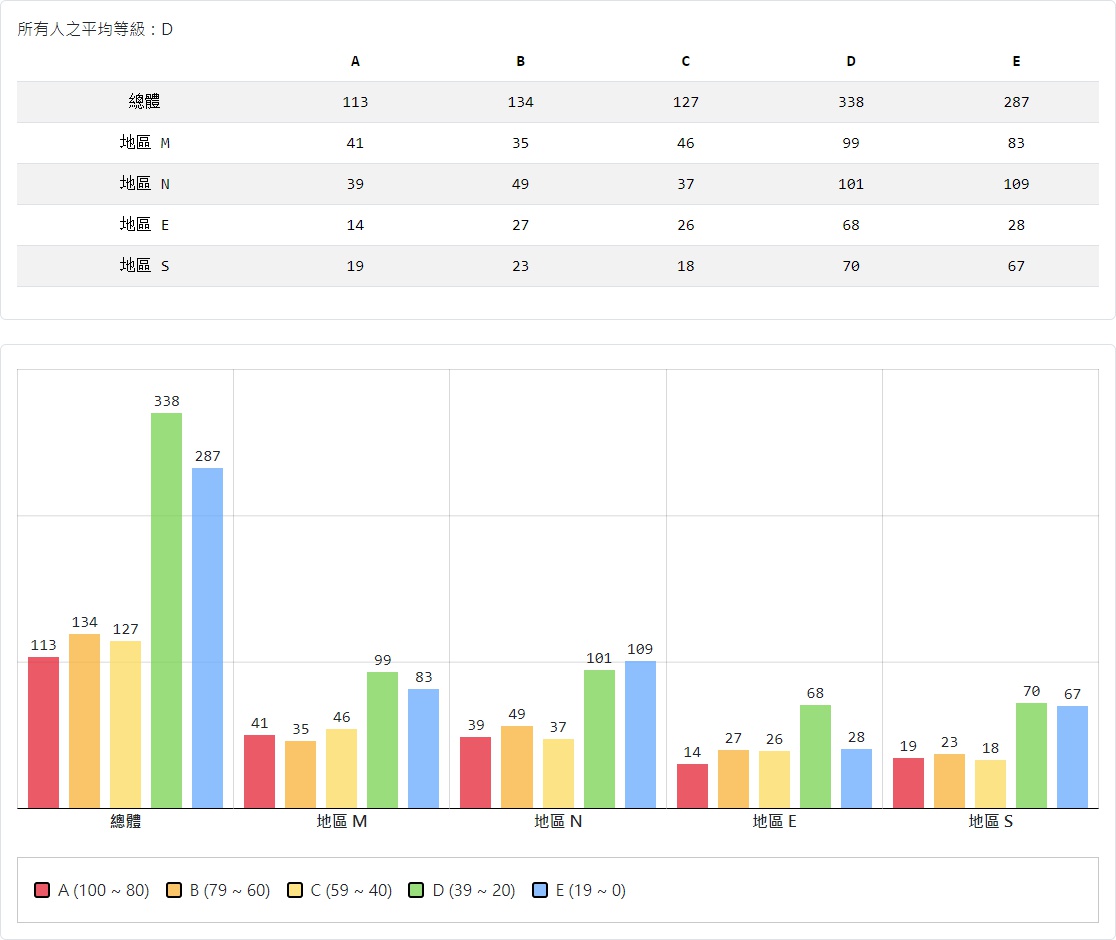 所有人之平均等級：D
A B C D E
總體 113 134 127 338 287
地區 M 41 35 46 99 83
地區 N 39 49 37 101 109
地區 E 14 27 26 68 28
地區 S 19 23 18 70 67
113 134 127 338 287
41 35 46 99 83
39 49 37 101 109
14 27 26 68 28
19 23 18 70 67
總體 地區 M 地區 N 地區 E 地區 S
A (100 ~ 80) B (79 ~ 60) C (59 ~ 40) D (39 ~ 20) E (19 ~ 0)